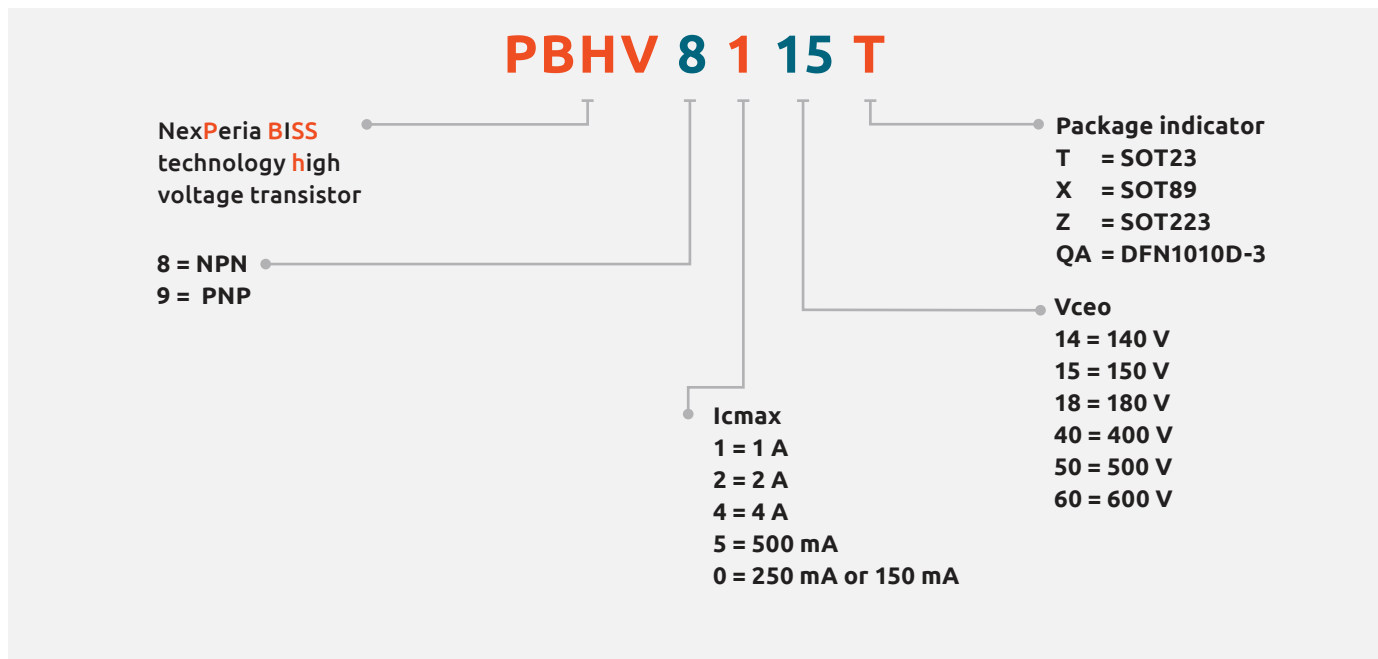 PBHV 8 1 15 T
NexPeria BISS
technology high
voltage transistor
8 = NPN
9 = PNP
Icmax
1 = 1 A
2 = 2 A
4 = 4 A
5 = 500 mA
0 = 250 mA or 150 mA
Package indicator
T = SOT23
X = SOT89
Z = SOT223
QA = DFN1010D-3
Vceo
14 = 140 V
15 = 150 V
18 = 180 V
40 = 400 V
50 = 500 V
60 = 600 V